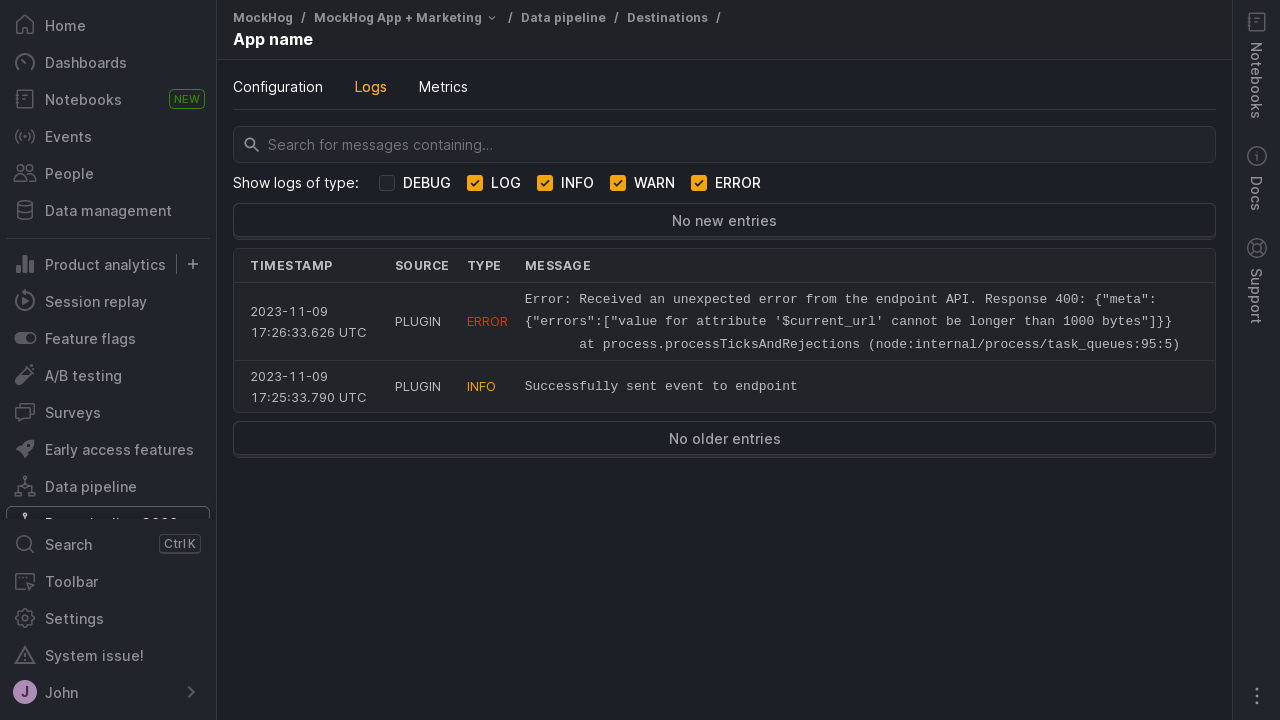 Home
Dashboards
Notebooks NEW
Events
People
Data management
Product analytics
Session replay
Feature flags
A/B testing
Surveys
Early access features
Data pipeline
Search Ctrl K
Toolbar
Settings
System issue!
J John
MockHog / MockHog App + Marketing / Data pipeline / Destinations /
App name
Configuration Logs Metrics
Search for messages containing…
Show logs of type: DEBUG LOG INFO WARN ERROR
No new entries
TIMESTAMP SOURCE TYPE MESSAGE
2023-11-09
17:26:33.626 UTC
PLUGIN
ERROR
Error: Received an unexpected error from the endpoint API. Response 400: {"meta":
{"errors":["value for attribute '$current_url' cannot be longer than 1000 bytes"]}}
at process.processTicksAndRejections (node:internal/process/task_queues:95:5)
2023-11-09
17:25:33.790 UTC
PLUGIN
INFO
Successfully sent event to endpoint
No older entries
Notebooks
Docs
Support